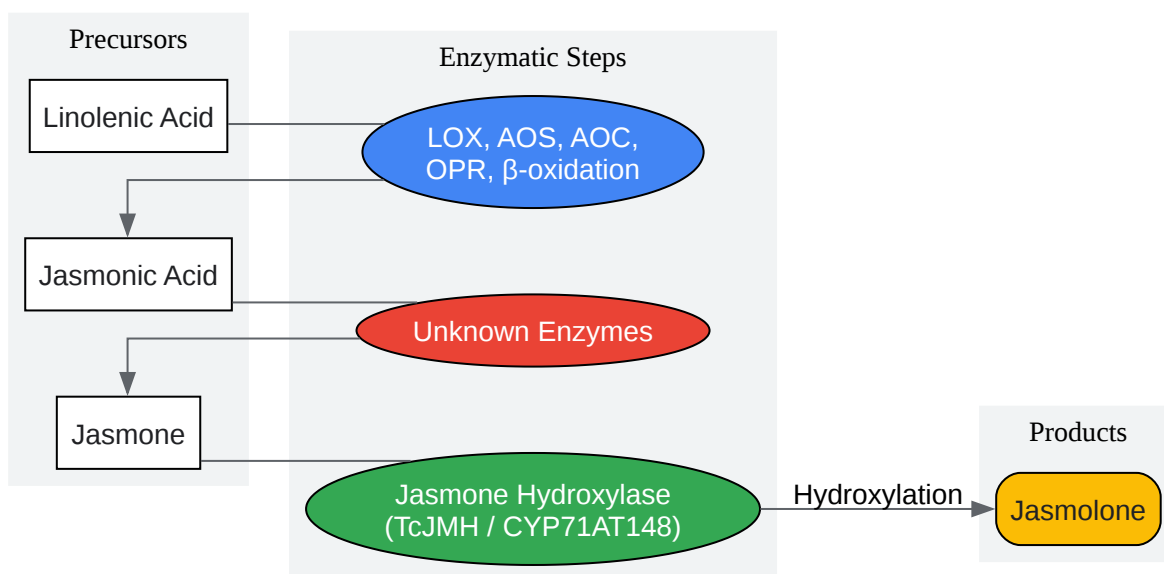 Precursors
Enzymatic Steps
Linolenic Acid
LOX, AOS, AOC,
OPR, β-oxidation
Jasmonic Acid
Unknown Enzymes
Jasmone
Jasmone Hydroxylase
(TcJMH / CYP71AT148)
Hydroxylation
Products
Jasmolone